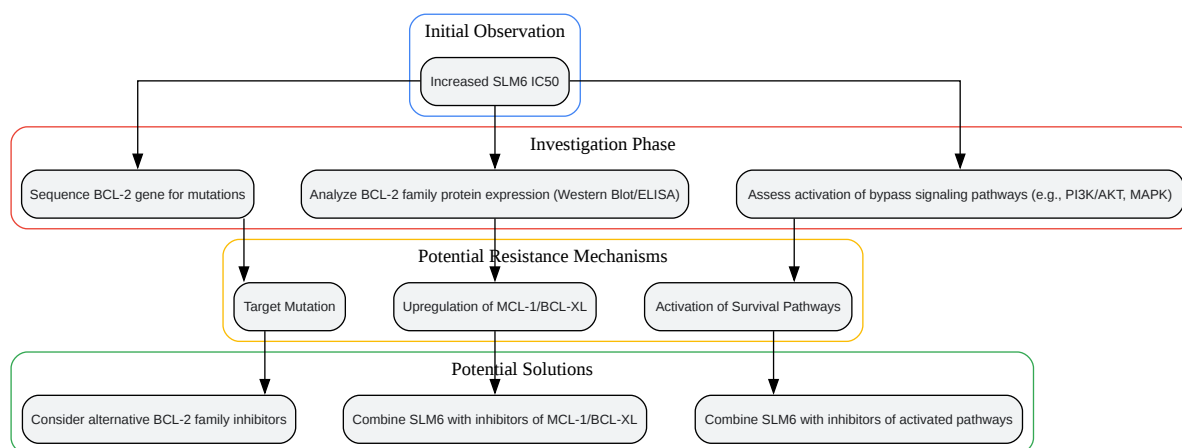 Initial Observation
Increased SLM6 IC50
Investigation Phase
Sequence BCL-2 gene for mutations
Analyze BCL-2 family protein expression (Western Blot/ELISA)
Assess activation of bypass signaling pathways (e.g., PI3K/AKT, MAPK)
Potential Resistance Mechanisms
Target Mutation
Upregulation of MCL-1/BCL-XL
Activation of Survival Pathways
Potential Solutions
Consider alternative BCL-2 family inhibitors
Combine SLM6 with inhibitors of MCL-1/BCL-XL
Combine SLM6 with inhibitors of activated pathways